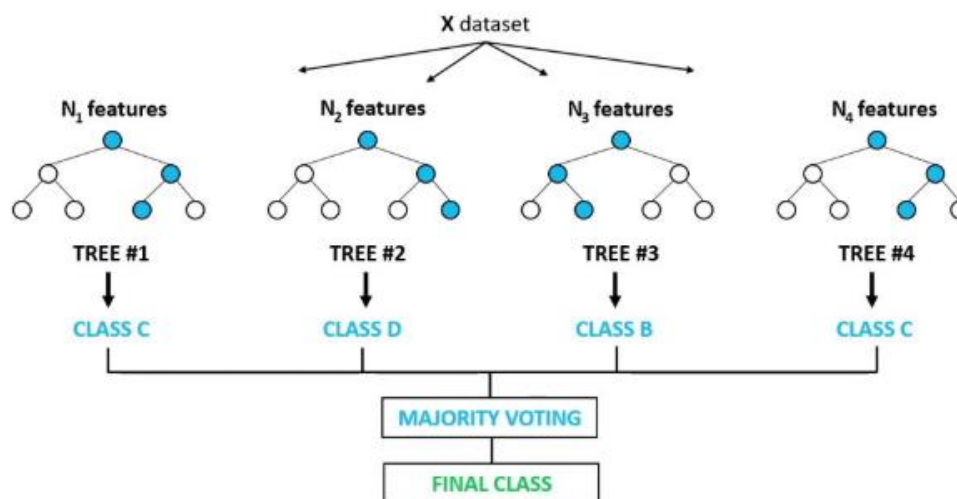 X dataset
N₁ features
N₂ features
N₃ features
N₄ features
TREE #1
TREE #2
TREE #3
TREE #4
CLASS C
CLASS D
CLASS B
CLASS C
MAJORITY VOTING
FINAL CLASS